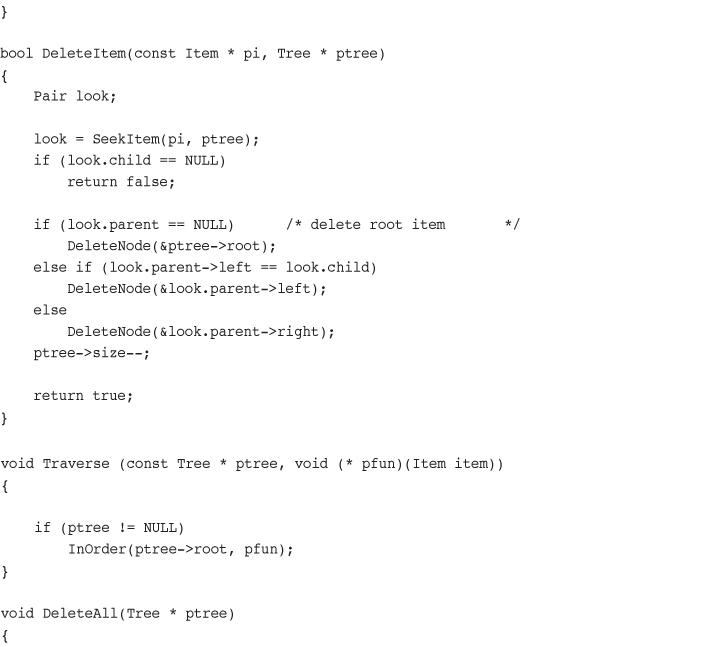 }

bool DeleteItem(const Item * pi, Tree * ptree)
{
    Pair look;

    look = SeekItem(pi, ptree);
    if (look.child == NULL)
        return false;

    if (look.parent == NULL)      /* delete root item       */
        DeleteNode(&ptree->root);
    else if (look.parent->left == look.child)
        DeleteNode(&look.parent->left);
    else
        DeleteNode(&look.parent->right);
    ptree->size--;

    return true;
}

void Traverse (const Tree * ptree, void (* pfun)(Item item))
{

    if (ptree != NULL)
        InOrder(ptree->root, pfun);
}

void DeleteAll(Tree * ptree)
{